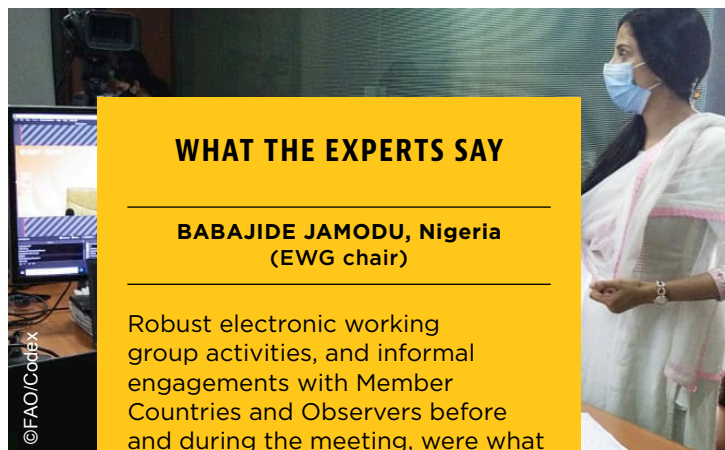 WHAT THE EXPERTS SAY
BABAJIDE JAMODU, Nigeria
(EWG chair)
Robust electronic working
group activities, and informal
engagements with Member
Countries and Observers before
and during the meeting, were what
©FAO/Codex